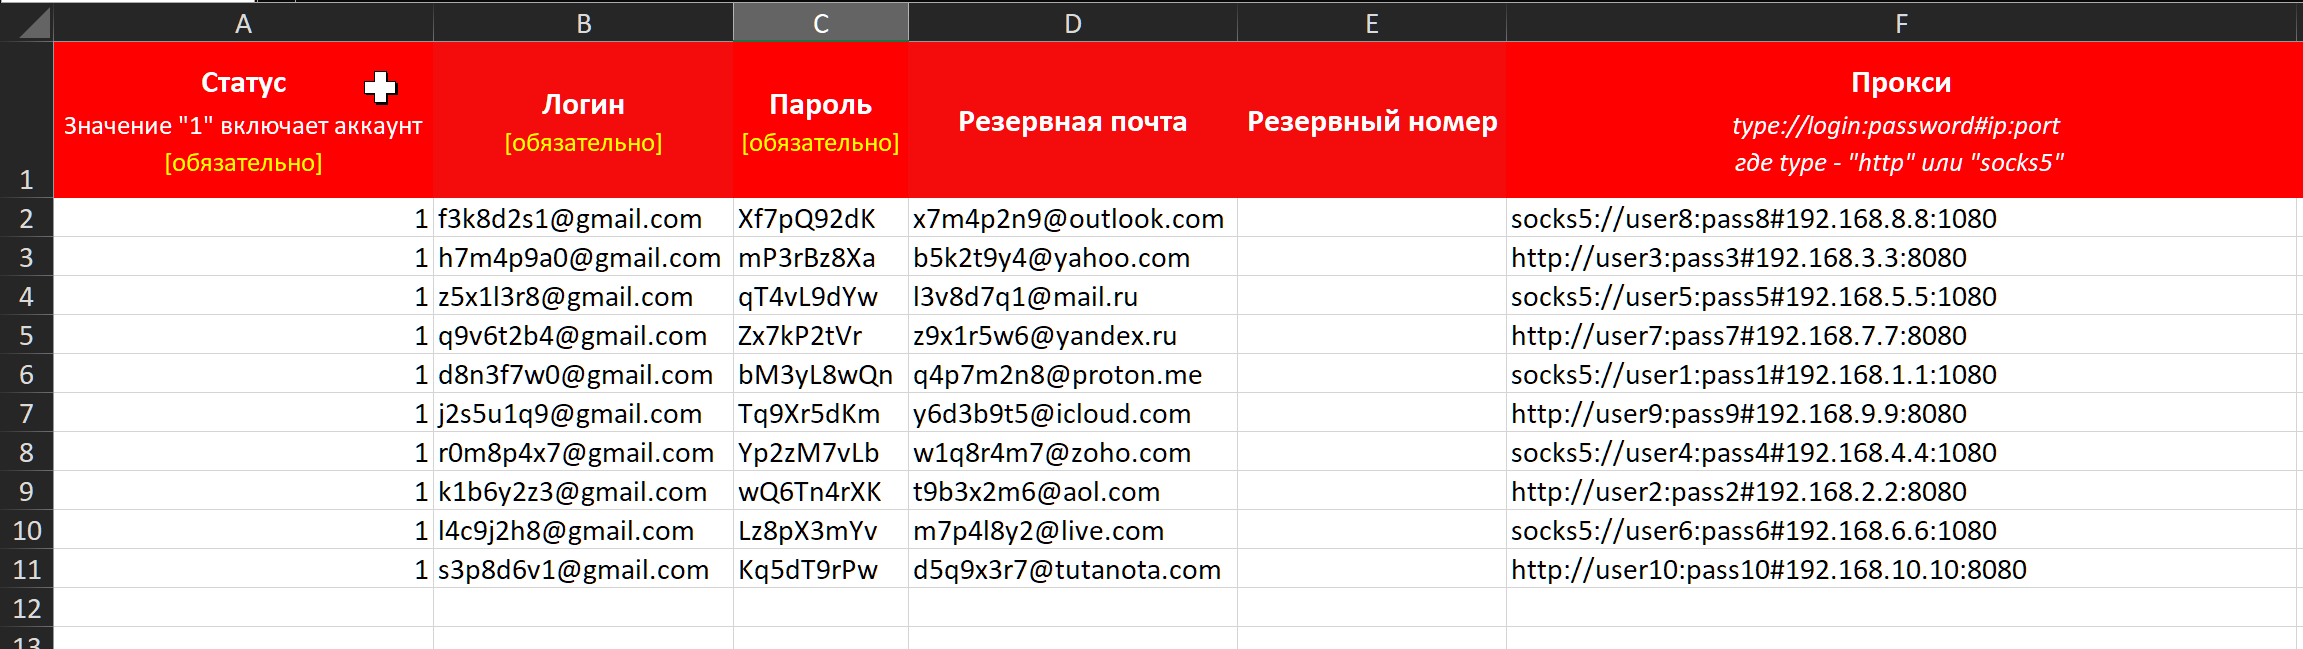 A B C D E F
1
Статус
Значение "1" включает аккаунт
[обязательно]
Логин
[обязательно]
Пароль
[обязательно]
Резервная почта
Резервный номер
Прокси
type://login:password#ip:port
где type - "http" или "socks5"
2 1 f3k8d2s1@gmail.com Xf7pQ92dK x7m4p2n9@outlook.com socks5://user8:pass8#192.168.8.8:1080
3 1 h7m4p9a0@gmail.com mP3rBz8Xa b5k2t9y4@yahoo.com http://user3:pass3#192.168.3.3:8080
4 1 z5x1l3r8@gmail.com qT4vL9dYw l3v8d7q1@mail.ru socks5://user5:pass5#192.168.5.5:1080
5 1 q9v6t2b4@gmail.com Zx7kP2tVr z9x1r5w6@yandex.ru http://user7:pass7#192.168.7.7:8080
6 1 d8n3f7w0@gmail.com bM3yL8wQn q4p7m2n8@proton.me socks5://user1:pass1#192.168.1.1:1080
7 1 j2s5u1q9@gmail.com Tq9Xr5dKm y6d3b9t5@icloud.com http://user9:pass9#192.168.9.9:8080
8 1 r0m8p4x7@gmail.com Yp2zM7vLb w1q8r4m7@zoho.com socks5://user4:pass4#192.168.4.4:1080
9 1 k1b6y2z3@gmail.com wQ6Tn4rXK t9b3x2m6@aol.com http://user2:pass2#192.168.2.2:8080
10 1 l4c9j2h8@gmail.com Lz8pX3mYv m7p4l8y2@live.com socks5://user6:pass6#192.168.6.6:1080
11 1 s3p8d6v1@gmail.com Kq5dT9rPw d5q9x3r7@tutanota.com http://user10:pass10#192.168.10.10:8080
12
13